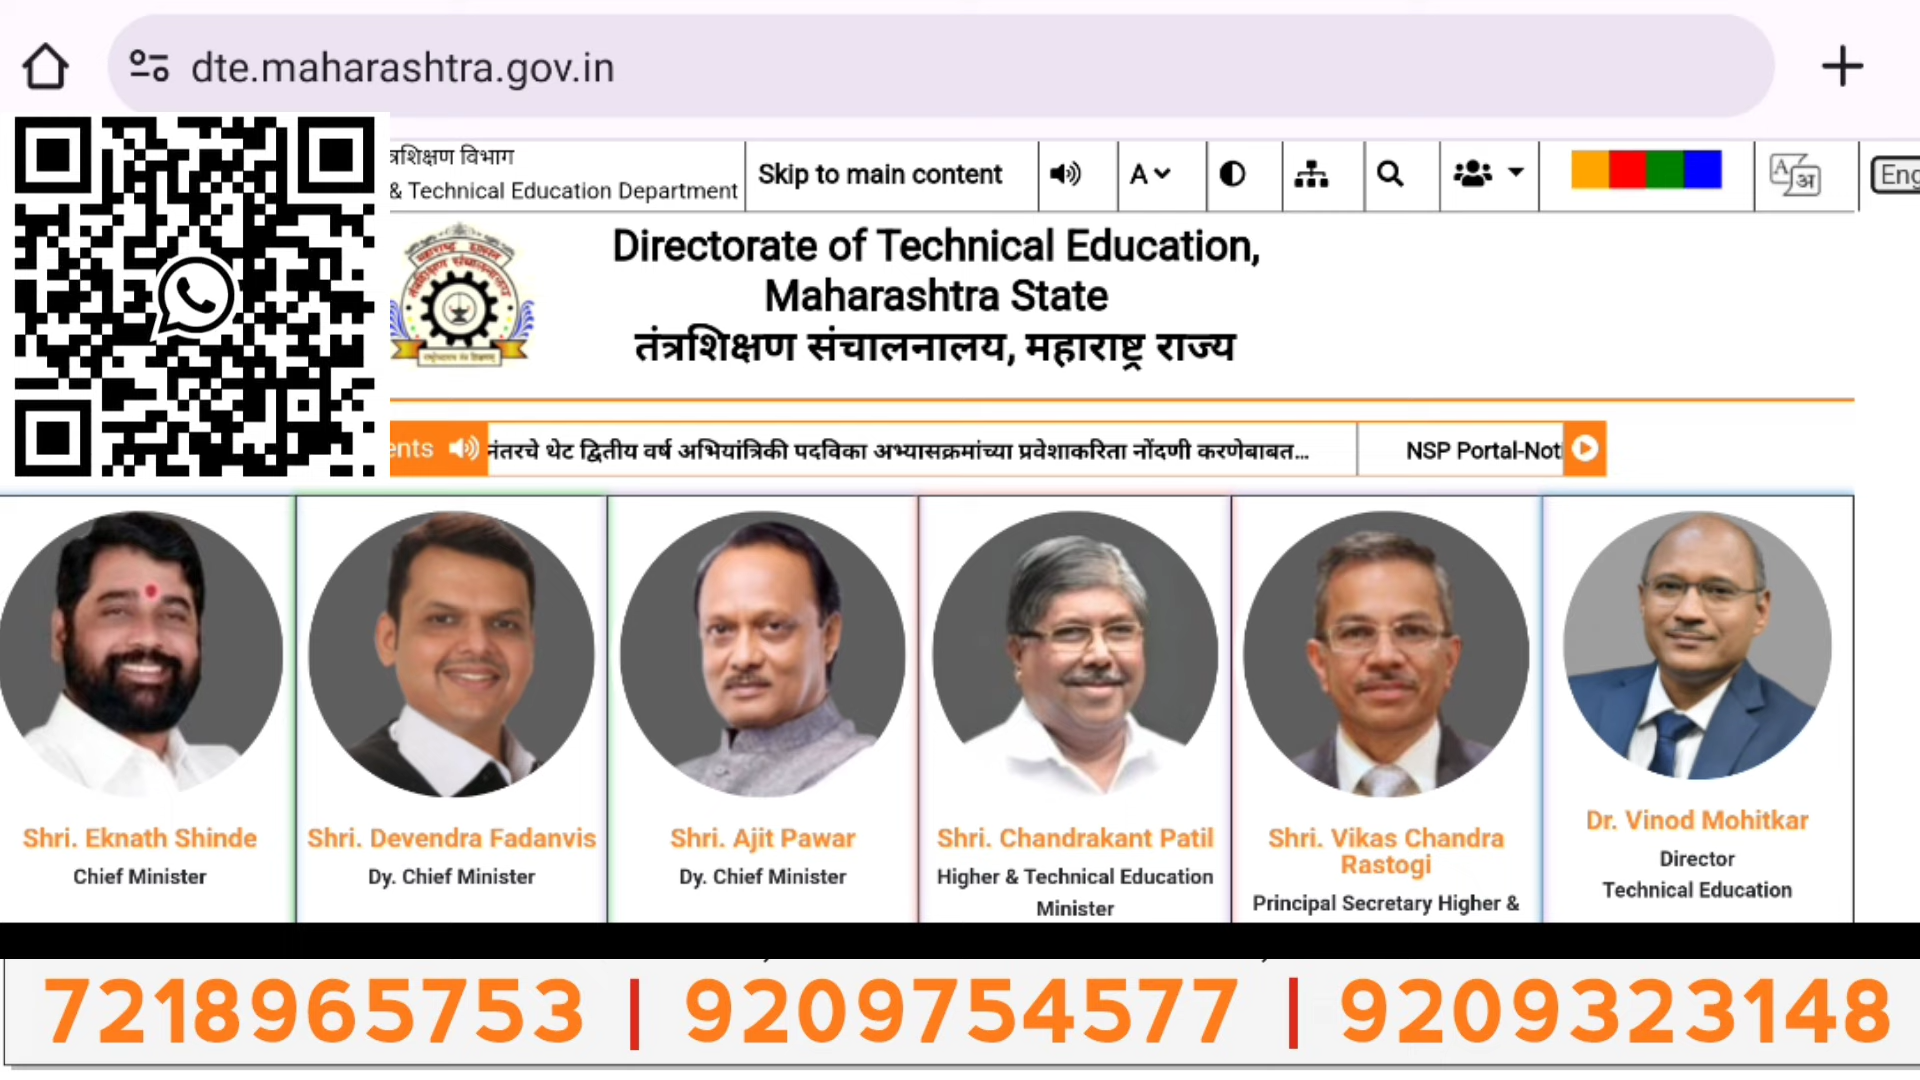 dte.maharashtra.gov.in
त्रशिक्षण विभाग
& Technical Education Department
Skip to main content
A
A अ
Eng
Directorate of Technical Education,
Maharashtra State
तंत्रशिक्षण संचालनालय, महाराष्ट्र राज्य
ents
नंतरचे थेट द्वितीय वर्ष अभियांत्रिकी पदविका अभ्यासक्रमांच्या प्रवेशाकरिता नोंदणी करणेबाबत...
NSP Portal-Noti
Shri. Eknath Shinde
Chief Minister
Shri. Devendra Fadanvis
Dy. Chief Minister
Shri. Ajit Pawar
Dy. Chief Minister
Shri. Chandrakant Patil
Higher & Technical Education
Minister
Shri. Vikas Chandra
Rastogi
Principal Secretary Higher &
Dr. Vinod Mohitkar
Director
Technical Education
7218965753 | 9209754577 | 9209323148